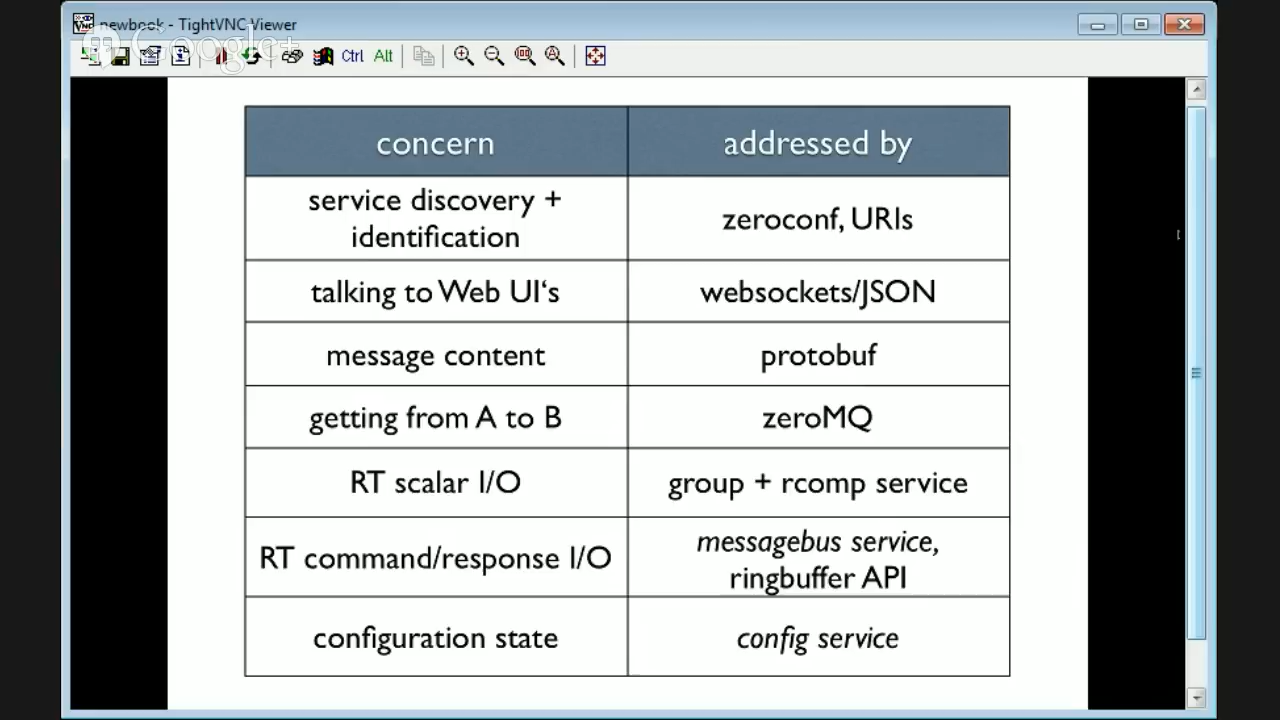 newbook - TightVNC Viewer
Google+
Ctrl Alt
concern addressed by
service discovery +
identification
zeroconf, URIs
talking to Web UI‘s websockets/JSON
message content protobuf
getting from A to B zeroMQ
RT scalar I/O group + rcomp service
RT command/response I/O
messagebus service,
ringbuffer API
configuration state config service